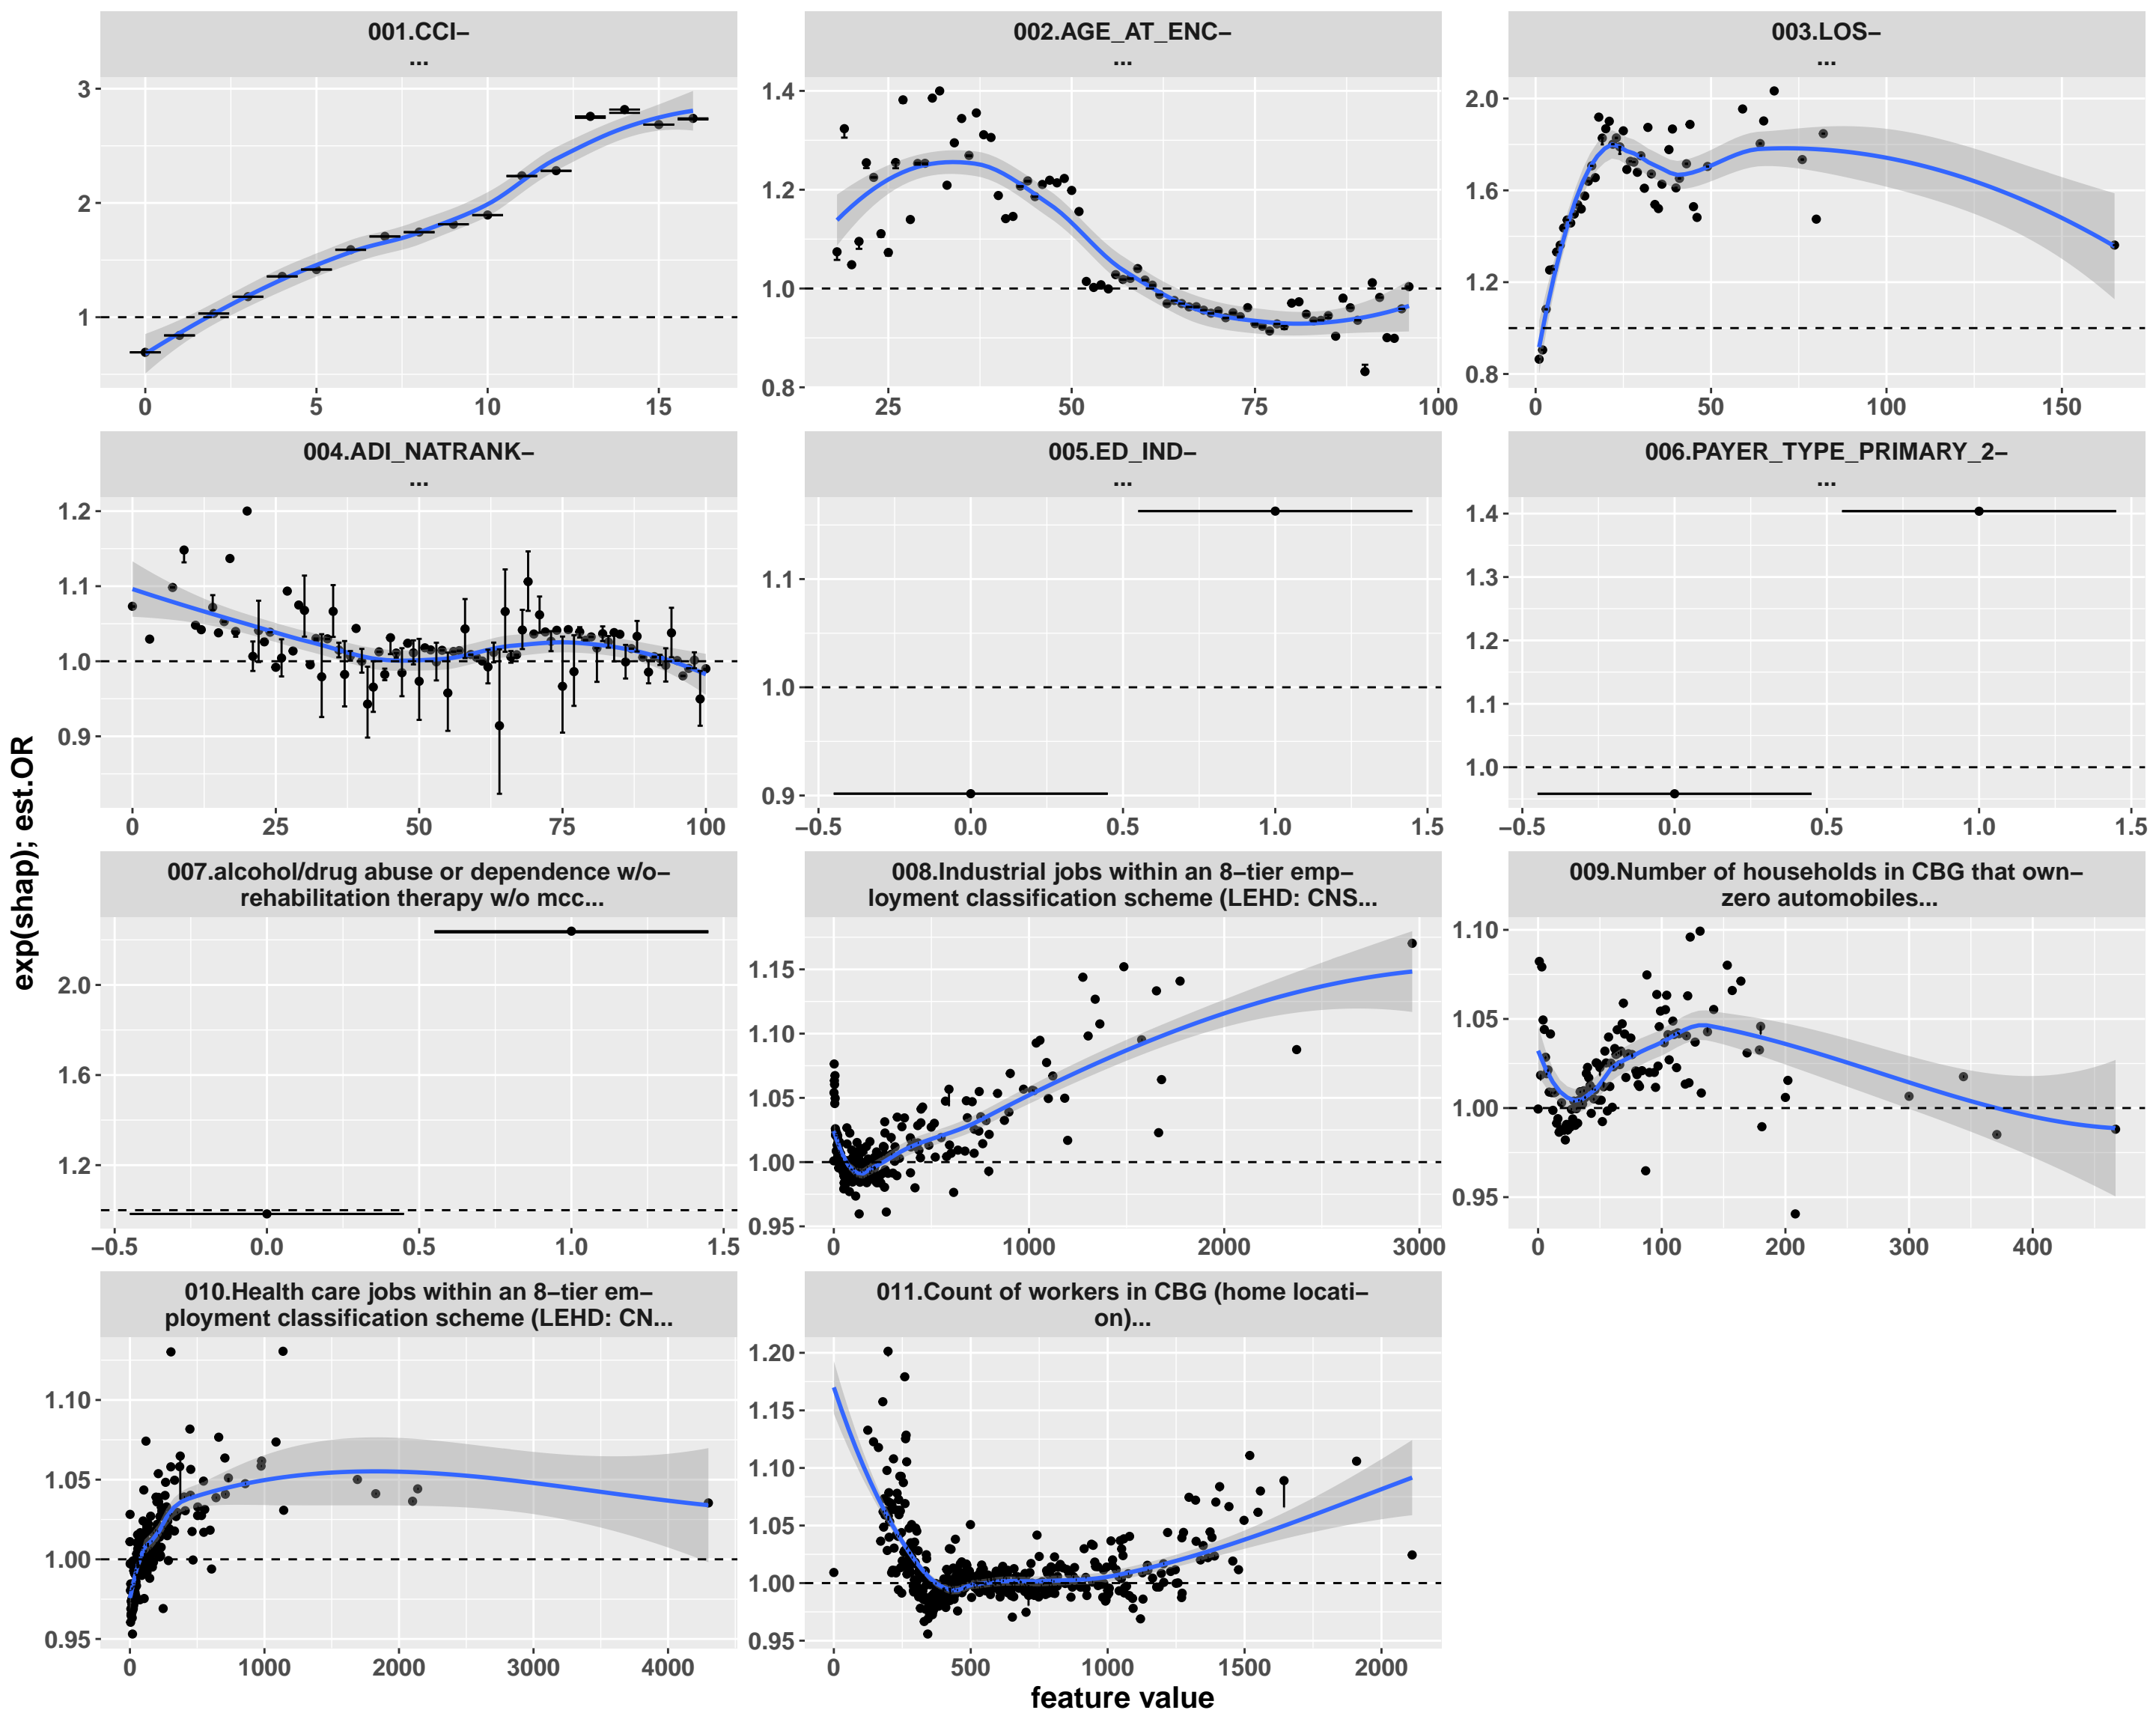 001.CCI–
...
002.AGE_AT_ENC–
...
003.LOS–
...
3
2
1
0 5 10 15
1.4
1.2
1.0
0.8
25 50 75 100
2.0
1.6
1.2
0.8
0 50 100 150
004.ADI_NATRANK–
...
005.ED_IND–
...
006.PAYER_TYPE_PRIMARY_2–
...
1.2
1.1
1.0
0.9
0 25 50 75 100
1.1
1.0
0.9
−0.5 0.0 0.5 1.0 1.5
1.4
1.3
1.2
1.1
1.0
−0.5 0.0 0.5 1.0 1.5
exp(shap); est.OR
007.alcohol/drug abuse or dependence w/o–
rehabilitation therapy w/o mcc...
008.Industrial jobs within an 8–tier emp–
loyment classification scheme (LEHD: CNS...
009.Number of households in CBG that own–
zero automobiles...
2.0
1.6
1.2
−0.5 0.0 0.5 1.0 1.5
1.15
1.10
1.05
1.00
0.95
0 1000 2000 3000
1.10
1.05
1.00
0.95
0 100 200 300 400
010.Health care jobs within an 8–tier em–
ployment classification scheme (LEHD: CN...
011.Count of workers in CBG (home locati–
on)...
1.10
1.05
1.00
0.95
0 1000 2000 3000 4000
1.20
1.15
1.10
1.05
1.00
0.95
0 500 1000 1500 2000
feature value